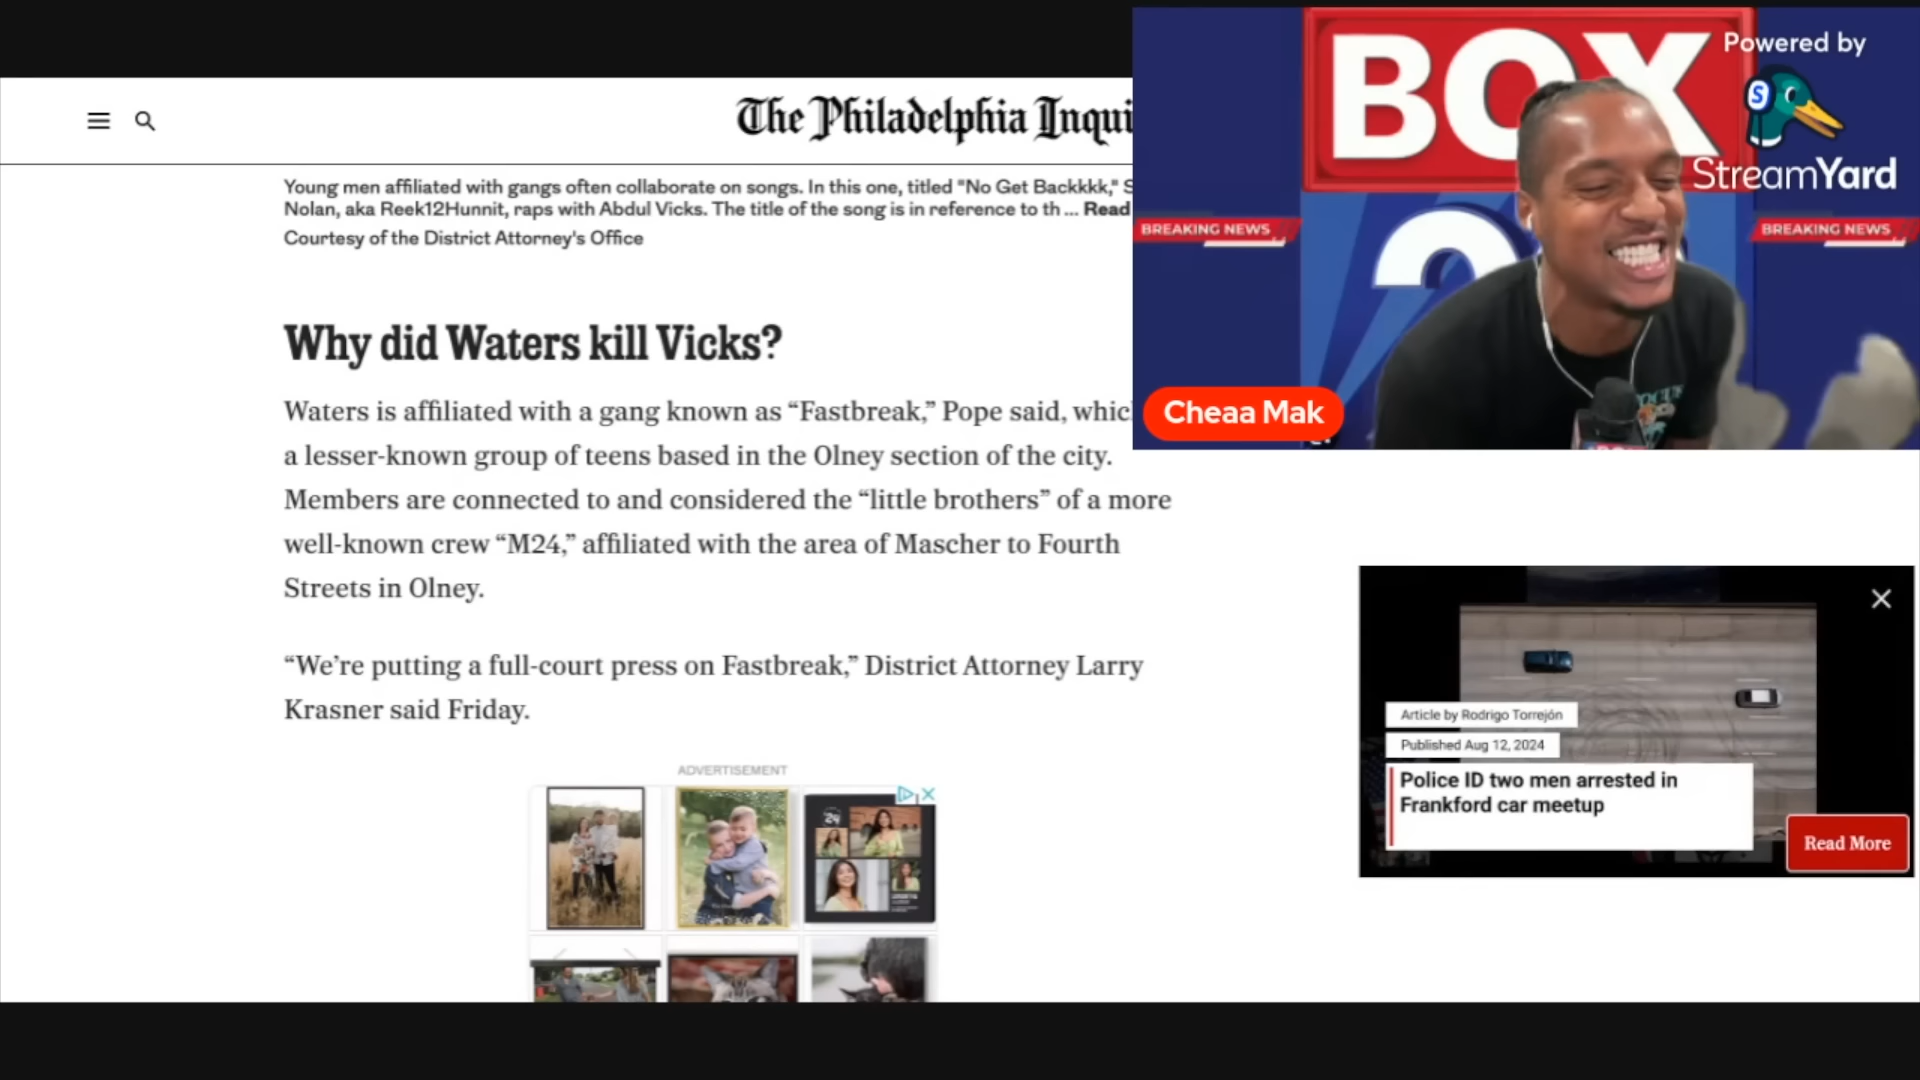 The Philadelphia Inqui
Young men affiliated with gangs often collaborate on songs. In this one, titled "No Get Backkkk," S
Nolan, aka Reek12Hunnit, raps with Abdul Vicks. The title of the song is in reference to th ... Read
Courtesy of the District Attorney's Office
Why did Waters kill Vicks?
Waters is affiliated with a gang known as “Fastbreak,” Pope said, whic
a lesser-known group of teens based in the Olney section of the city.
Members are connected to and considered the “little brothers” of a more
well-known crew “M24,” affiliated with the area of Mascher to Fourth
Streets in Olney.
“We’re putting a full-court press on Fastbreak,” District Attorney Larry
Krasner said Friday.
ADVERTISEMENT
BOX
Powered by
S
StreamYard
BREAKING NEWS
BREAKING NEWS
Cheaa Mak
Article by Rodrigo Torrejón
Published Aug 12, 2024
Police ID two men arrested in
Frankford car meetup
Read More